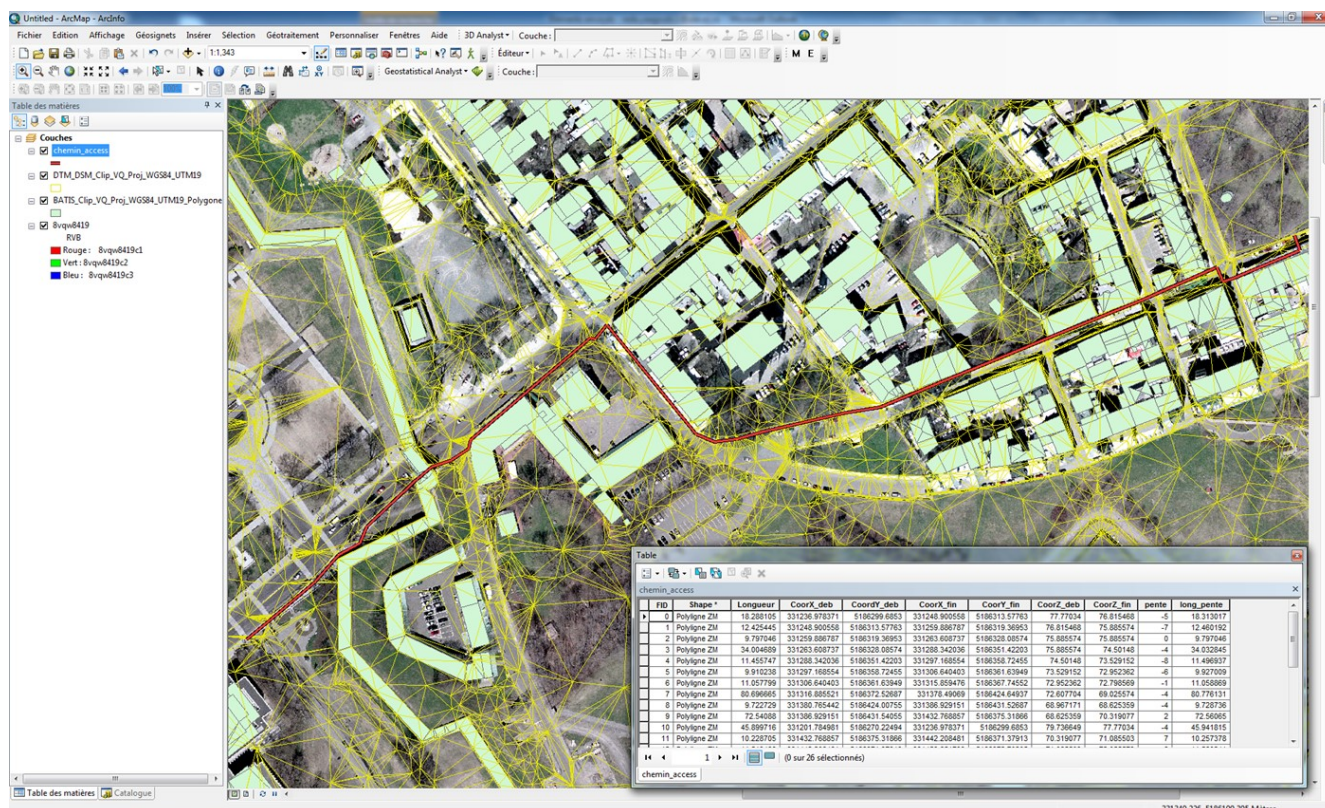 Untitled - ArcMap - ArcInfo
Fichier Edition Affichage Géosignets Insérer Sélection Géotraitement Personnaliser Fenêtres Aide 3D Analyst Couche :
1:1,343 Éditeur M E
Geostatistical Analyst Couche :
Table des matières
Couches
chemin_access
DTM_DSM_Clip_VQ_Proj_WGS84_UTM19
BATIS_Clip_VQ_Proj_WGS84_UTM19_Polygone
8vqw8419
RVB
Rouge : 8vqw8419c1
Vert : 8vqw8419c2
Bleu : 8vqw8419c3
Table
chemin_access
FID Shape * Longueur CoorX_deb CoordY_deb CoorX_fin CoorY_fin CoorZ_deb CoorZ_fin pente long_pente
0 Polyligne ZM 18.288105 331236.978371 5186299.6853 331248.900558 5186313.57763 77.77034 76.815468 -5 18.313017
1 Polyligne ZM 12.425445 331248.900558 5186313.57763 331259.886787 5186319.36953 76.815468 75.885574 -7 12.460192
2 Polyligne ZM 9.797046 331259.886787 5186319.36953 331263.608737 5186328.08574 75.885574 75.885574 0 9.797046
3 Polyligne ZM 34.004689 331263.608737 5186328.08574 331288.342036 5186351.42203 75.885574 74.50148 -4 34.032845
4 Polyligne ZM 11.455747 331288.342036 5186351.42203 331297.168554 5186358.72455 74.50148 73.529152 -8 11.496937
5 Polyligne ZM 9.910238 331297.168554 5186358.72455 331306.640403 5186361.63949 73.529152 72.952362 -6 9.927009
6 Polyligne ZM 11.057799 331306.640403 5186361.63949 331315.859476 5186367.74552 72.952362 72.798569 -1 11.058869
7 Polyligne ZM 80.696665 331316.885521 5186372.52687 331378.49069 5186424.64937 72.607704 69.025574 -4 80.776131
8 Polyligne ZM 9.722729 331380.765442 5186424.00755 331386.929151 5186431.52687 68.967171 68.625359 -4 9.728736
9 Polyligne ZM 72.54088 331386.929151 5186431.54055 331432.768857 5186375.31866 68.625359 70.319077 2 72.56065
10 Polyligne ZM 45.899716 331201.784981 5186270.22494 331236.978371 5186299.6853 79.736649 77.77034 -4 45.941815
11 Polyligne ZM 10.228705 331432.768857 5186375.31866 331442.208481 5186371.37913 70.319077 71.085503 7 10.257378
1 (0 sur 26 sélectionnés)
chemin_access
Table des matières Catalogue